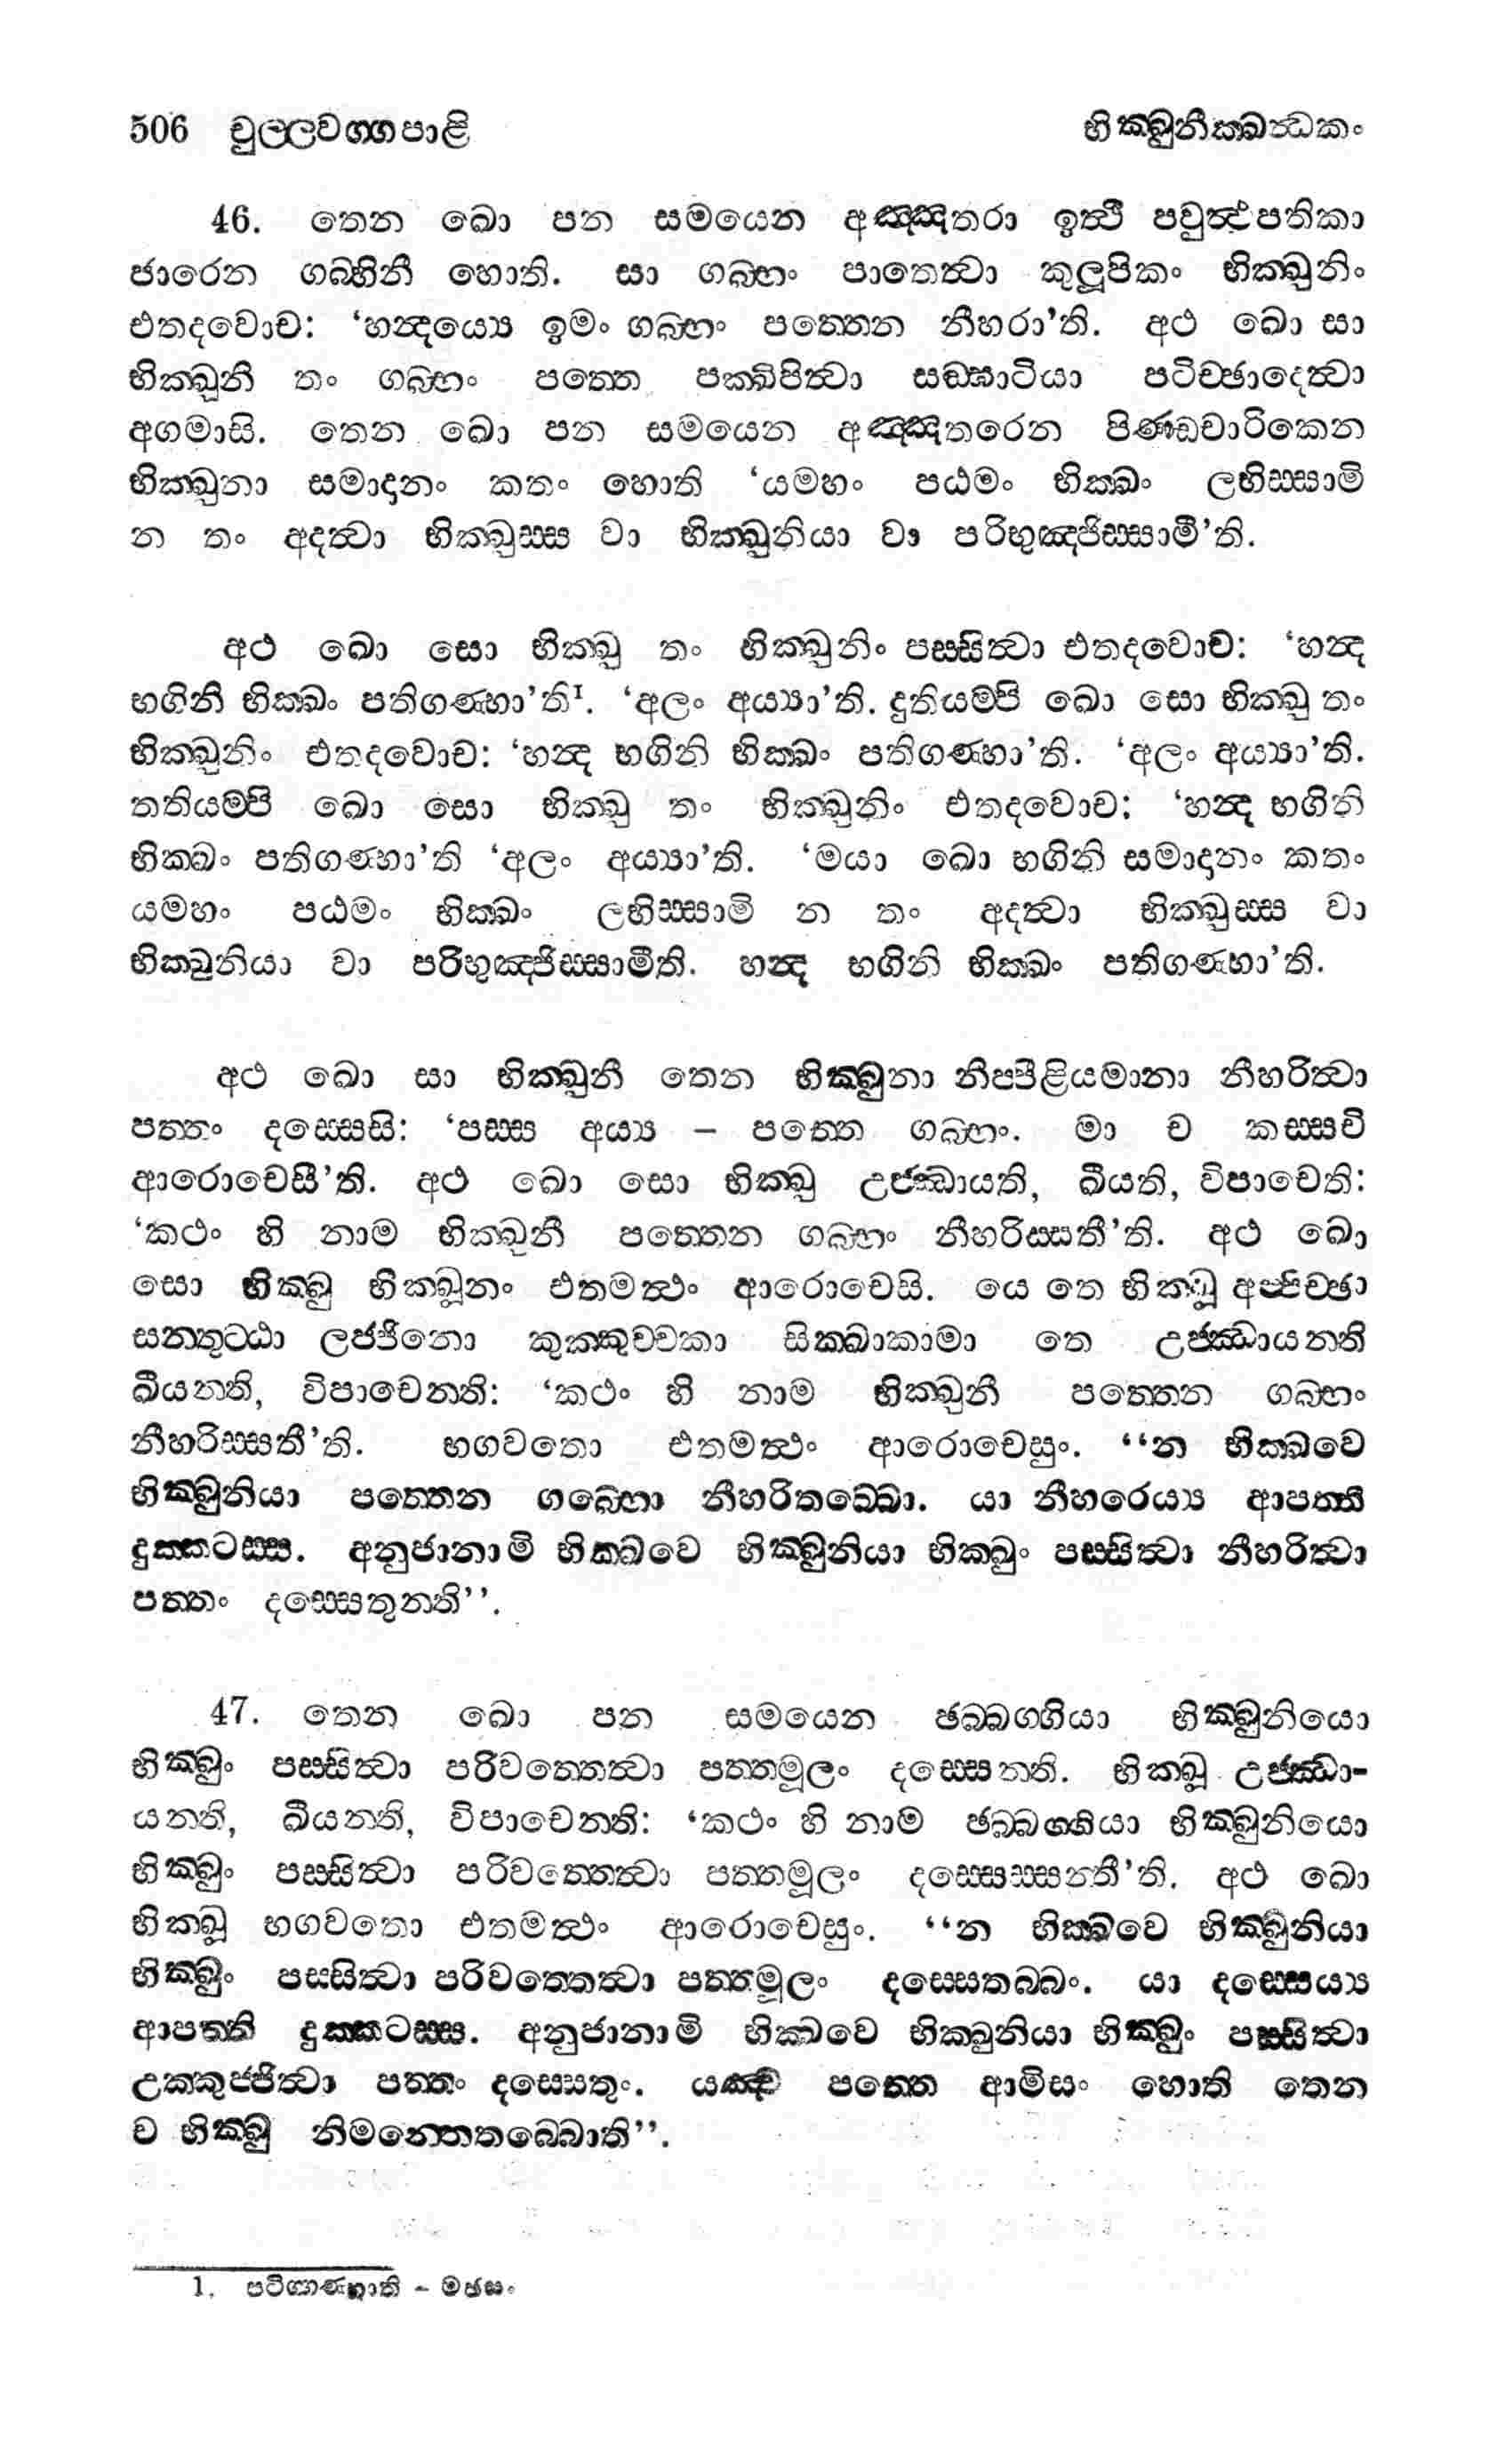 506 චුල්ලවග්ගපාළි භික්ඛුනීක්ඛන්ධකං
46. තෙන ඛො පන සමයෙන අඤ්ඤතරා ඉත්ථී පවුත්ථපතිකා
ජාරෙන ගබ්භිනී හොති. සා ගබ්භං පාතෙත්වා කුලූපිකං භික්ඛුනිං
එතදවොච: ‘හන්දය්යෙ ඉමං ගබ්භං පත්තෙන නීහරා’ති. අථ ඛො සා
භික්ඛුනී තං ගබ්භං පත්තෙ පක්ඛිපිත්වා සඞ්ඝාටියා පටිච්ඡාදෙත්වා
අගමාසි. තෙන ඛො පන සමයෙන අඤ්ඤතරෙන පිණ්ඩචාරිකෙන
භික්ඛුනා සමාදානං කතං හොති ‘යමහං පඨමං භික්ඛං ලභිස්සාමි
න තං අදත්වා භික්ඛුස්ස වා භික්ඛුනියා වා පරිභුඤ්ජිස්සාමී’ති.
අථ ඛො සො භික්ඛු තං භික්ඛුනිං පස්සිත්වා එතදවොච: ‘හන්ද
භගිනි භික්ඛං පතිගණ්හා’ති¹. ‘අලං අය්යා’ති. දුතියම්පි ඛො සො භික්ඛු තං
භික්ඛුනිං එතදවොච: ‘හන්ද භගිනි භික්ඛං පතිගණ්හා’ති. ‘අලං අය්යා’ති.
තතියම්පි ඛො සො භික්ඛු තං භික්ඛුනිං එතදවොච: ‘හන්ද භගිනි
භික්ඛං පතිගණ්හා’ති ‘අලං අය්යා’ති. ‘මයා ඛො භගිනි සමාදානං කතං
යමහං පඨමං භික්ඛං ලභිස්සාමි න තං අදත්වා භික්ඛුස්ස වා
භික්ඛුනියා වා පරිභුඤ්ජිස්සාමීති. හන්ද භගිනි භික්ඛං පතිගණ්හා’ති.
අථ ඛො සා භික්ඛුනී තෙන භික්ඛුනා නිප්පීළියමානා නීහරිත්වා
පත්තං දස්සෙසි: ‘පස්ස අය්ය – පත්තෙ ගබ්භං. මා ච කස්සචි
ආරොචෙසී’ති. අථ ඛො සො භික්ඛු උජ්ඣායති, ඛීයති, විපාචෙති:
‘කථං හි නාම භික්ඛුනී පත්තෙන ගබ්භං නීහරිස්සතී’ති. අථ ඛො
සො භික්ඛු භික්ඛූනං එතමත්ථං ආරොචෙසි. යෙ තෙ භික්ඛූ අප්පිච්ඡා
සන්තුට්ඨා ලජ්ජිනො කුක්කුච්චකා සික්ඛාකාමා තෙ උජ්ඣායන්ති
ඛීයන්ති, විපාචෙන්ති: ‘කථං හි නාම භික්ඛුනී පත්තෙන ගබ්භං
නීහරිස්සතී’ති. භගවතො එතමත්ථං ආරොචෙසුං. ‘‘න භික්ඛවෙ
භික්ඛුනියා පත්තෙන ගබ්භො නීහරිතබ්බො. යා නීහරෙය්ය ආපත්ති
දුක්කටස්ස. අනුජානාමි භික්ඛවෙ භික්ඛුනියා භික්ඛුං පස්සිත්වා නීහරිත්වා
පත්තං දස්සෙතුන්ති’’.
47. තෙන ඛො පන සමයෙන ඡබ්බග්ගියා භික්ඛුනියො
භික්ඛුං පස්සිත්වා පරිවත්තෙත්වා පත්තමූලං දස්සෙන්ති. භික්ඛූ උජ්ඣා-
යන්ති, ඛීයන්ති, විපාචෙන්ති: ‘කථං හි නාම ඡබ්බග්ගියා භික්ඛුනියො
භික්ඛුං පස්සිත්වා පරිවත්තෙත්වා පත්තමූලං දස්සෙස්සන්තී’ති. අථ ඛො
භික්ඛූ භගවතො එතමත්ථං ආරොචෙසුං. ‘‘න භික්ඛවෙ භික්ඛුනියා
භික්ඛුං පස්සිත්වා පරිවත්තෙත්වා පත්තමූලං දස්සෙතබ්බං. යා දස්සෙය්ය
ආපත්ති දුක්කටස්ස. අනුජානාමි භික්ඛවෙ භික්ඛුනියා භික්ඛුං පස්සිත්වා
උක්කුජ්ජිත්වා පත්තං දස්සෙතුං. යඤ්ච පත්තෙ ආමිසං හොති තෙන
ච භික්ඛු නිමන්තෙතබ්බොති’’.
1. පටිග්ගණ්හාති - මඡසං